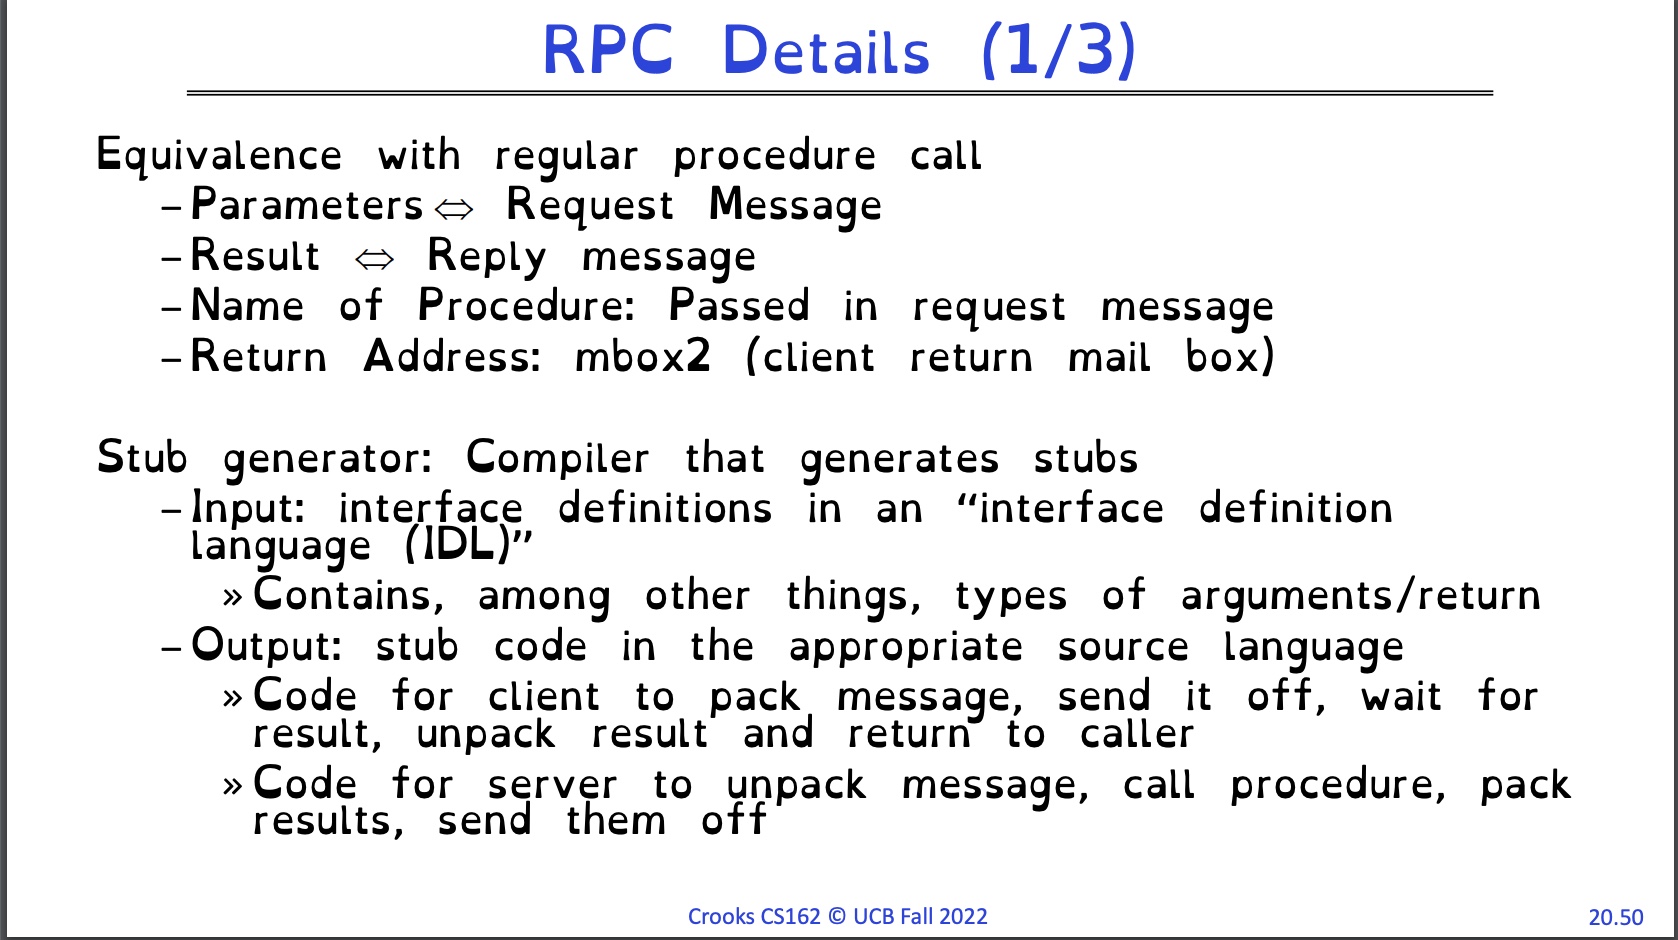 RPC Details (1/3)
Equivalence with regular procedure call
–Parameters⇔ Request Message
–Result ⇔ Reply message
–Name of Procedure: Passed in request message
–Return Address: mbox2 (client return mail box)
Stub generator: Compiler that generates stubs
–Input: interface definitions in an “interface definition
language (IDL)”
»Contains, among other things, types of arguments/return
–Output: stub code in the appropriate source language
»Code for client to pack message, send it off, wait for
result, unpack result and return to caller
»Code for server to unpack message, call procedure, pack
results, send them off
Crooks CS162 © UCB Fall 2022
20.50